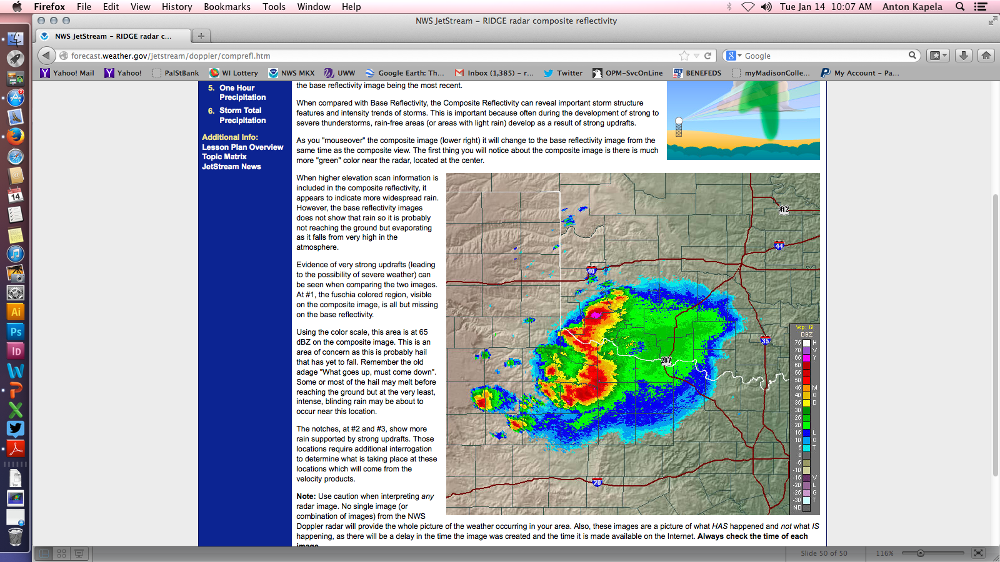 Firefox File Edit View History Bookmarks Tools Window Help
Tue Jan 14 10:07 AM Anton Kapela
NWS JetStream – RIDGE radar composite reflectivity
NWS JetStream – RIDGE radar c...
forecast.weather.gov/jetstream/doppler/comprefl.htm
Google
Yahoo! Mail Yahoo! PalStBank WI Lottery NWS MKX UWW Google Earth: Th... Inbox (1,385) – r... Twitter OPM-SvcOnLine BENEFEDS myMadisonColle... My Account – Pa...
5. One Hour
Precipitation
6. Storm Total
Precipitation
Additional Info:
Lesson Plan Overview
Topic Matrix
JetStream News
the base reflectivity image being the most recent.
When compared with Base Reflectivity, the Composite Reflectivity can reveal important storm structure
features and intensity trends of storms. This is important because often during the development of strong to
severe thunderstorms, rain-free areas (or areas with light rain) develop as a result of strong updrafts.
As you "mouseover" the composite image (lower right) it will change to the base reflectivity image from the
same time as the composite view. The first thing you will notice about the composite image is there is much
more "green" color near the radar, located at the center.
When higher elevation scan information is
included in the composite reflectivity, it
appears to indicate more widespread rain.
However, the base reflectivity images
does not show that rain so it is probably
not reaching the ground but evaporating
as it falls from very high in the
atmosphere.
Evidence of very strong updrafts (leading
to the possibility of severe weather) can
be seen when comparing the two images.
At #1, the fuschia colored region, visible
on the composite image, is all but missing
on the base reflectivity.
Using the color scale, this area is at 65
dBZ on the composite image. This is an
area of concern as this is probably hail
that has yet to fall. Remember the old
adage "What goes up, must come down".
Some or most of the hail may melt before
reaching the ground but at the very least,
intense, blinding rain may be about to
occur near this location.
The notches, at #2 and #3, show more
rain supported by strong updrafts. Those
locations require additional interrogation
to determine what is taking place at these
locations which will come from the
velocity products.
Note: Use caution when interpreting any
radar image. No single image (or
combination of images) from the NWS
Doppler radar will provide the whole picture of the weather occurring in your area. Also, these images are a picture of what HAS happened and not what IS
happening, as there will be a delay in the time the image was created and the time it is made available on the Internet. Always check the time of each
image.
412
44
40
35
287
20
Vcp: 12
DBZ
75 H
70 V
65 Y
60
55
50
45 M
40 O
35 D
30
25
20
15 L
10 G
5 T
0
-5
-10
-15 V
-20 L
-25 G
-30 T
ND
14
Ai
Ps
Id
Slide 50 of 50
116%